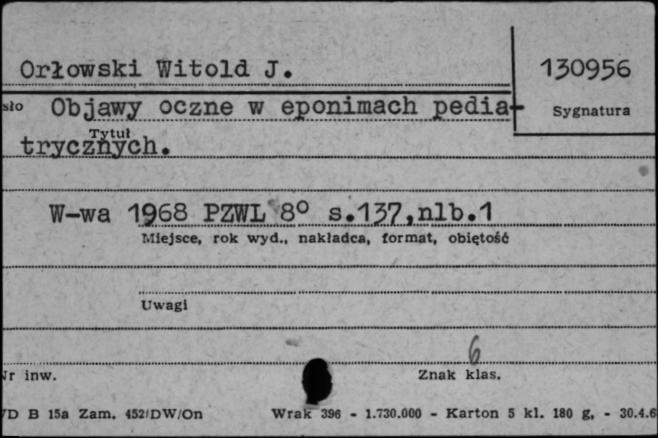 Orłowski Witold J.
130956
sło Objawy oczne w eponimach pedia-
Sygnatura
Tytuł
trycznych.
W-wa 1968 PZWL 8° s.137,nlb.1
Miejsce, rok wyd., nakładca, format, obiętość
Uwagi
6
Nr inw.
Znak klas.
/D B 15a Zam. 452/DW/On Wrak 396 - 1.730.000 - Karton 5 kl. 180 g. - 30.4.6